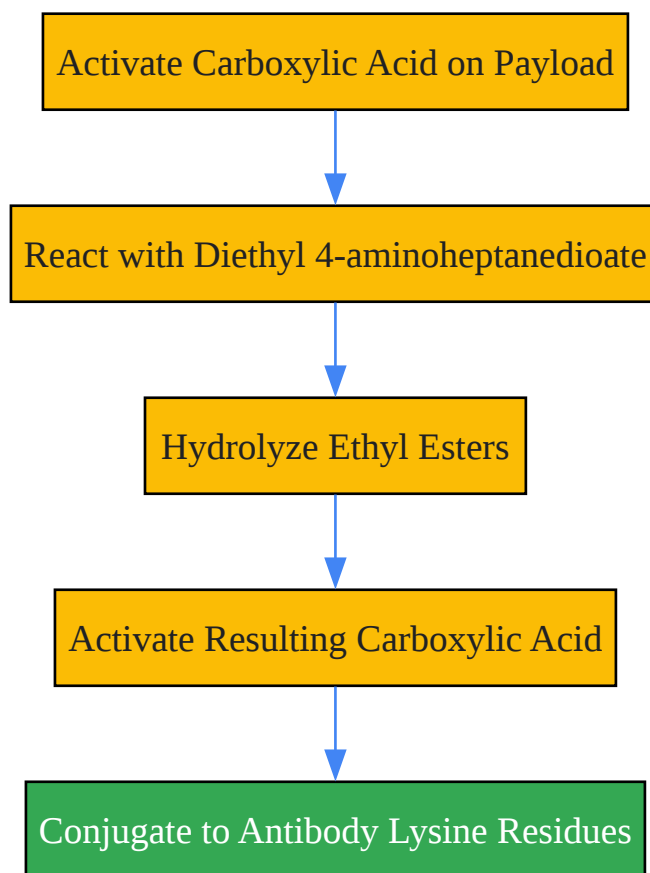 Activate Carboxylic Acid on Payload
React with Diethyl 4-aminoheptanedioate
Hydrolyze Ethyl Esters
Activate Resulting Carboxylic Acid
Conjugate to Antibody Lysine Residues